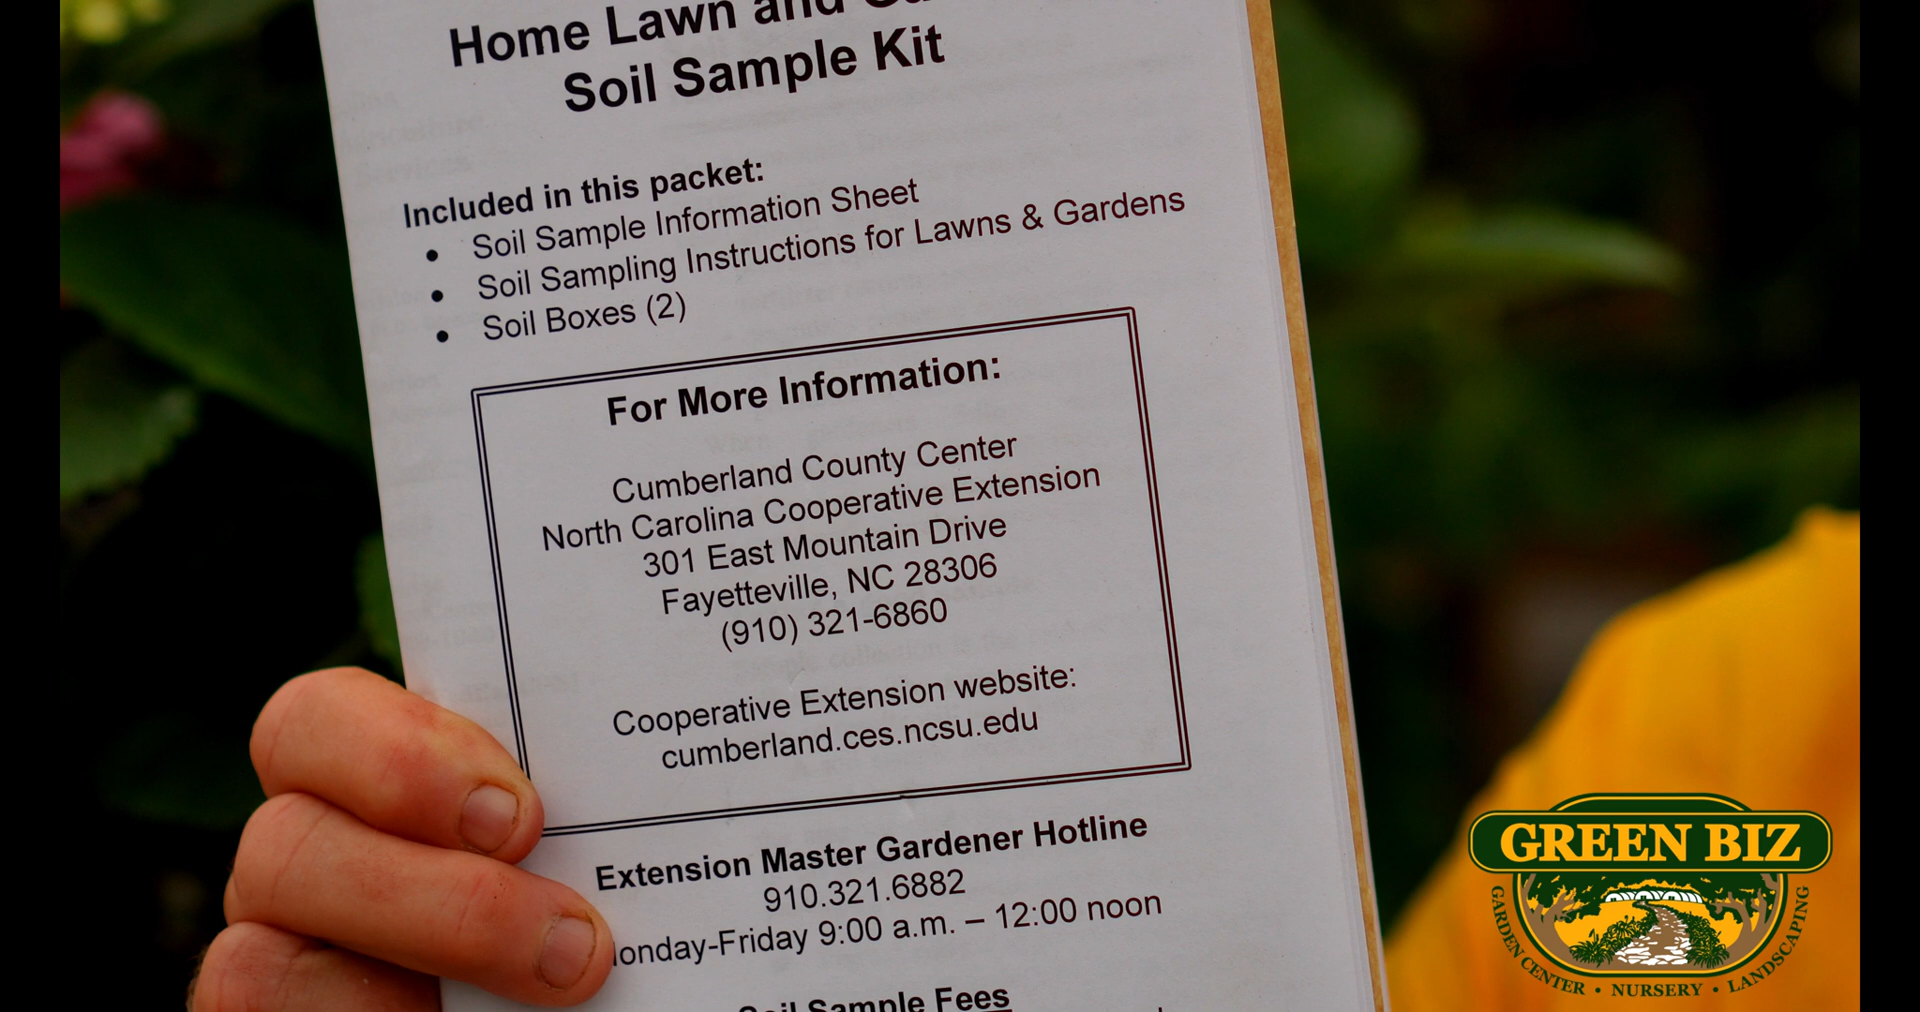 Home Lawn and
Soil Sample Kit
Included in this packet:
• Soil Sample Information Sheet
• Soil Sampling Instructions for Lawns & Gardens
• Soil Boxes (2)
For More Information:
Cumberland County Center
North Carolina Cooperative Extension
301 East Mountain Drive
Fayetteville, NC 28306
(910) 321-6860
Cooperative Extension website:
cumberland.ces.ncsu.edu
Extension Master Gardener Hotline
910.321.6882
onday-Friday 9:00 a.m. – 12:00 noon
Soil Sample Fees
GREEN BIZ
GARDEN CENTER • NURSERY • LANDSCAPING